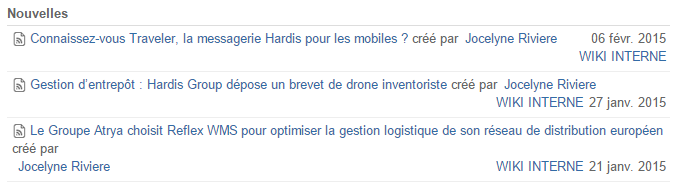 Nouvelles
Connaissez-vous Traveler, la messagerie Hardis pour les mobiles ? créé par Jocelyne Riviere 06 févr. 2015
WIKI INTERNE
Gestion d'entrepôt : Hardis Group dépose un brevet de drone inventoriste créé par Jocelyne Riviere
WIKI INTERNE 27 janv. 2015
Le Groupe Atrya choisit Reflex WMS pour optimiser la gestion logistique de son réseau de distribution européen
créé par
Jocelyne Riviere WIKI INTERNE 21 janv. 2015